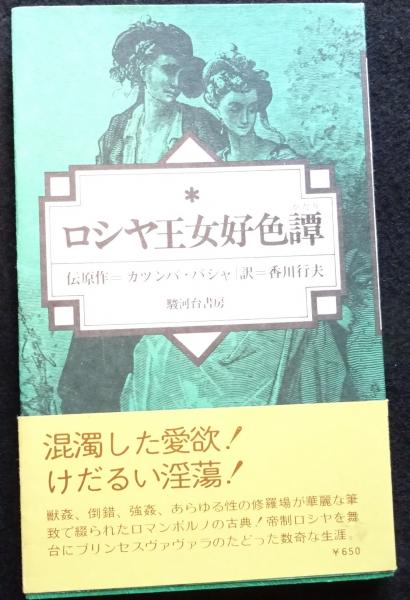 ＊
ロシヤ王女好色譚
かたり
伝原作＝カツンバ・パシャ|訳＝香川行夫
駿河台書房
混濁した愛欲！
けだるい淫蕩！
獣姦、倒錯、強姦、あらゆる性の修羅場が華麗な筆
致で綴られたロマンポルノの古典！帝制ロシヤを舞
台にプリンセスヴァヴァラのたどった数奇な生涯。
￥650